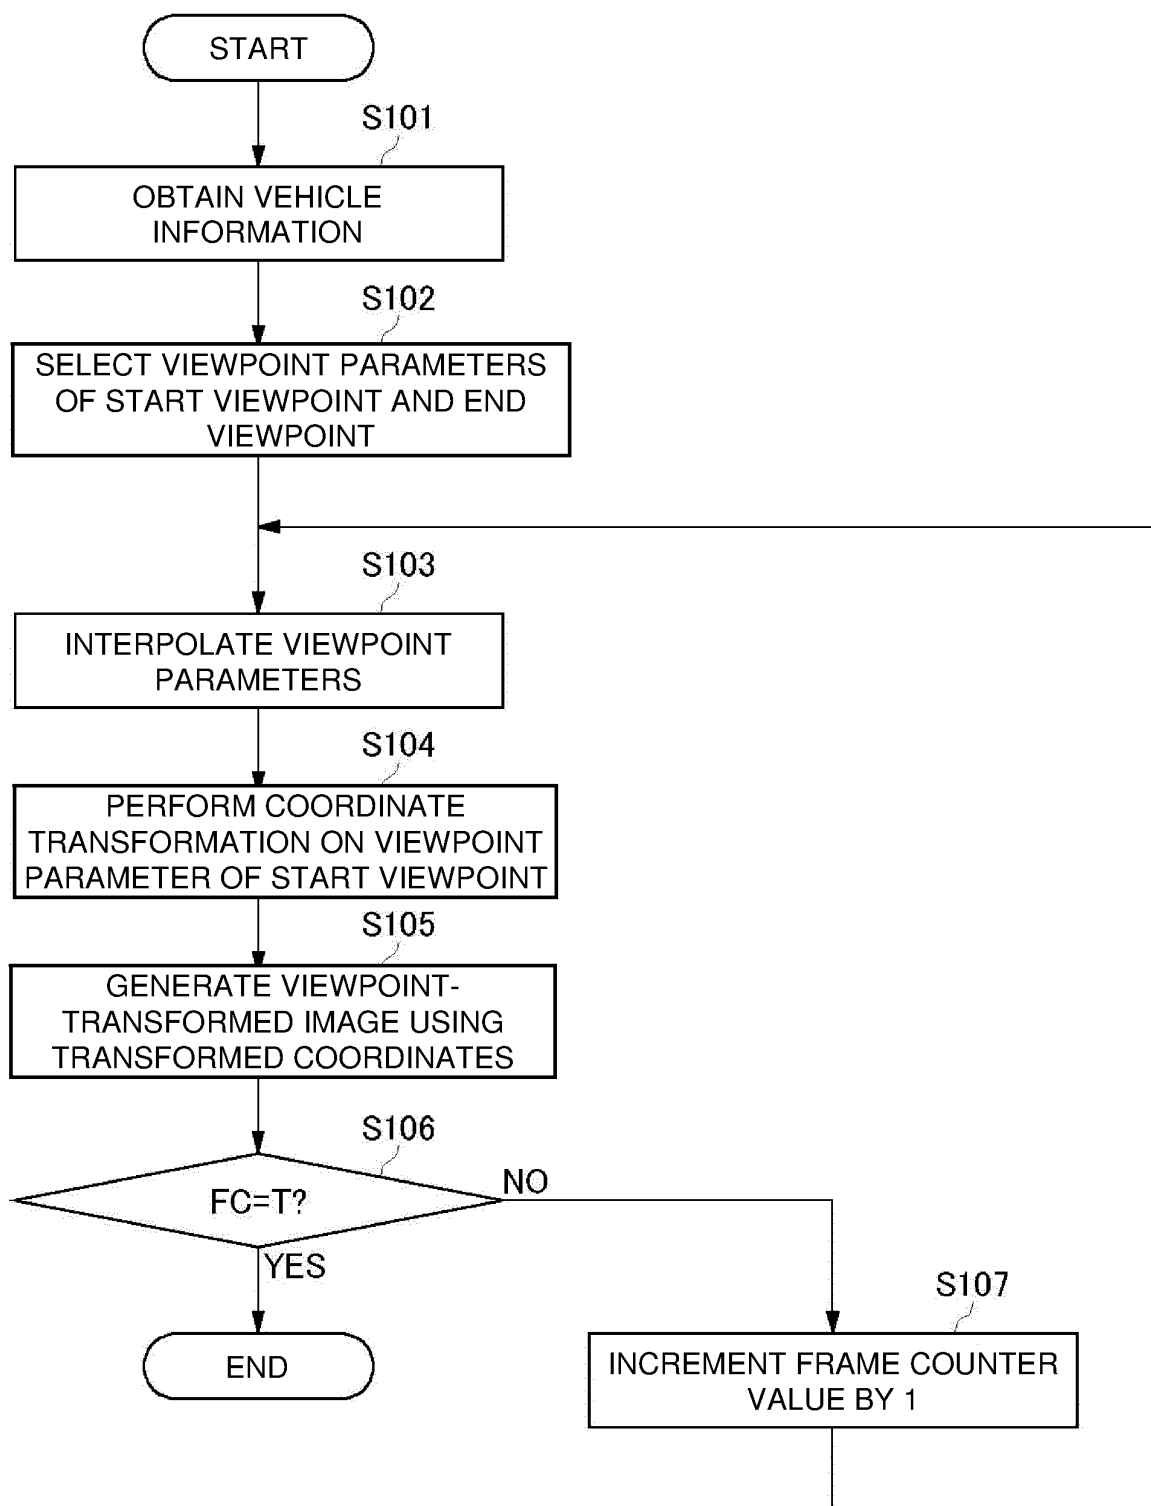 START
S101
OBTAIN VEHICLE
INFORMATION
S102
SELECT VIEWPOINT PARAMETERS
OF START VIEWPOINT AND END
VIEWPOINT
S103
INTERPOLATE VIEWPOINT
PARAMETERS
S104
PERFORM COORDINATE
TRANSFORMATION ON VIEWPOINT
PARAMETER OF START VIEWPOINT
S105
GENERATE VIEWPOINT-
TRANSFORMED IMAGE USING
TRANSFORMED COORDINATES
S106
FC=T?
NO
YES
END
S107
INCREMENT FRAME COUNTER
VALUE BY 1